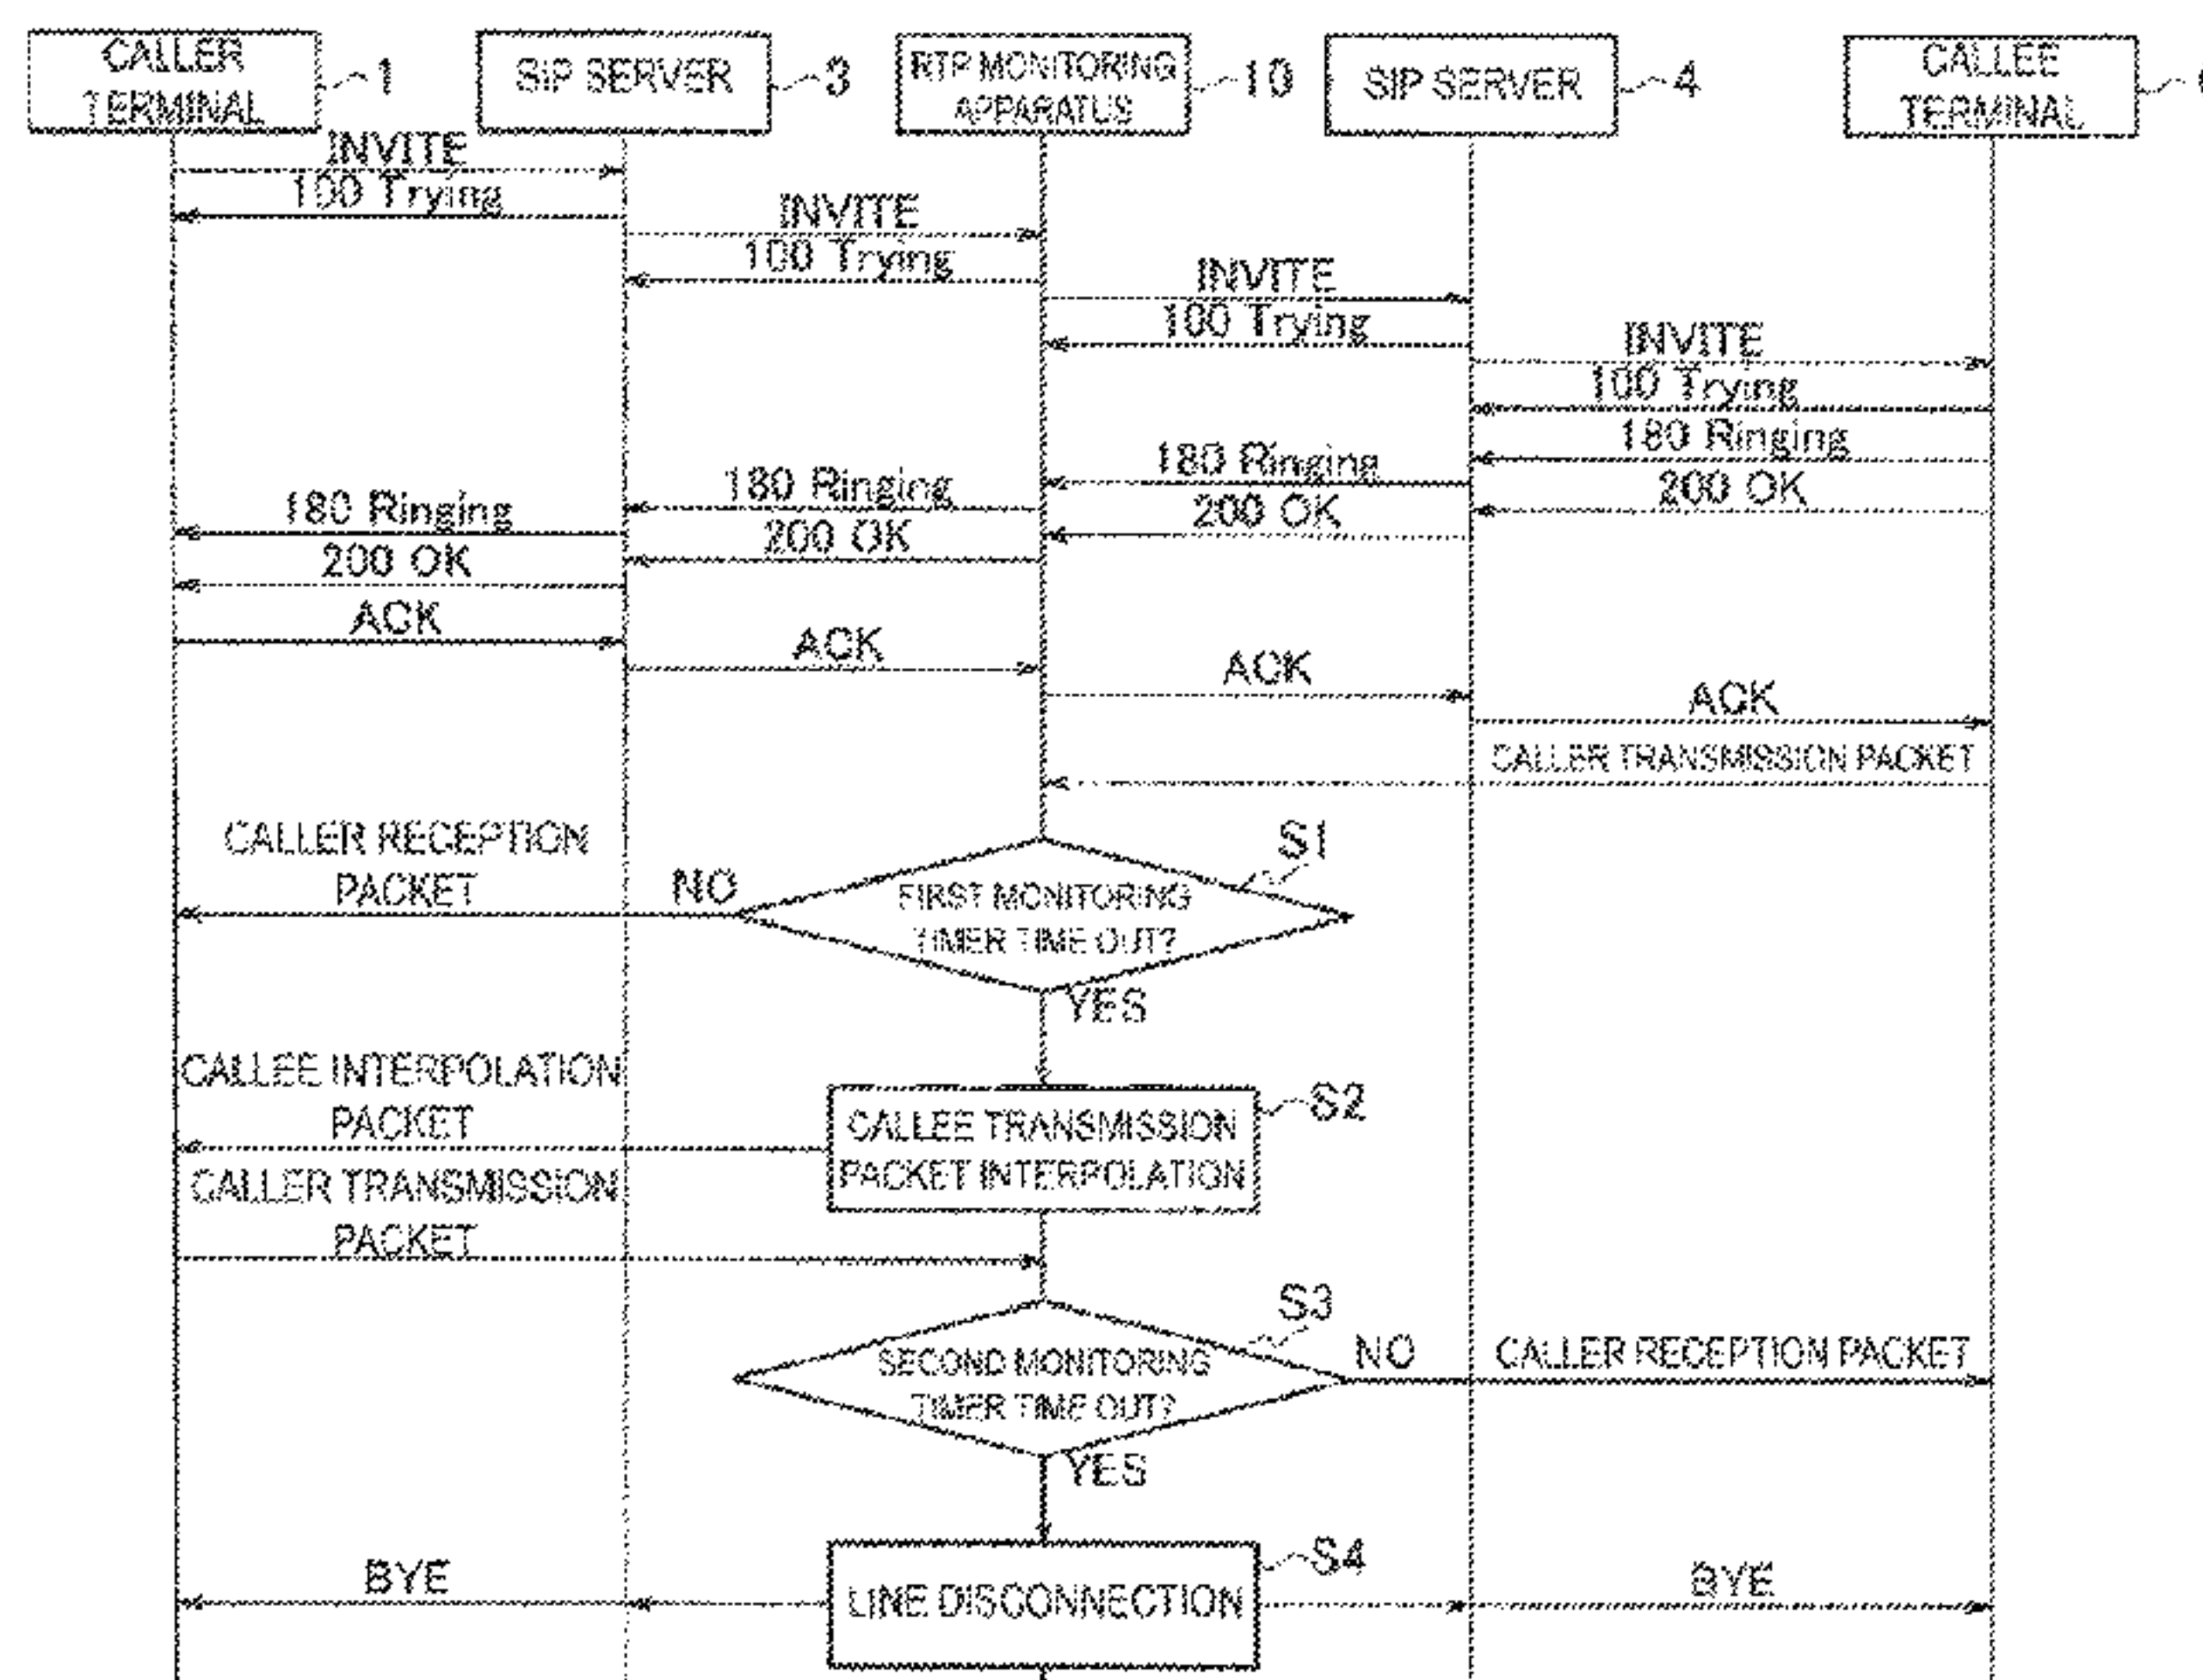 CALLER
TERMINAL
1
SIP SERVER
3
RTP MONITORING
APPARATUS
10
SIP SERVER
4
CALLEE
TERMINAL
INVITE
100 Trying
INVITE
100 Trying
INVITE
100 Trying
INVITE
100 Trying
180 Ringing
180 Ringing
180 Ringing
180 Ringing
200 OK
200 OK
200 OK
200 OK
ACK
ACK
ACK
ACK
CALLER TRANSMISSION PACKET
CALLER RECEPTION
PACKET
NO
FIRST MONITORING
TIMER TIME OUT?
S1
YES
CALLEE INTERPOLATION
PACKET
CALLEE TRANSMISSION
PACKET INTERPOLATION
S2
CALLER TRANSMISSION
PACKET
SECOND MONITORING
TIMER TIME OUT?
S3
NO
CALLER RECEPTION PACKET
YES
BYE
LINE DISCONNECTION
S4
BYE